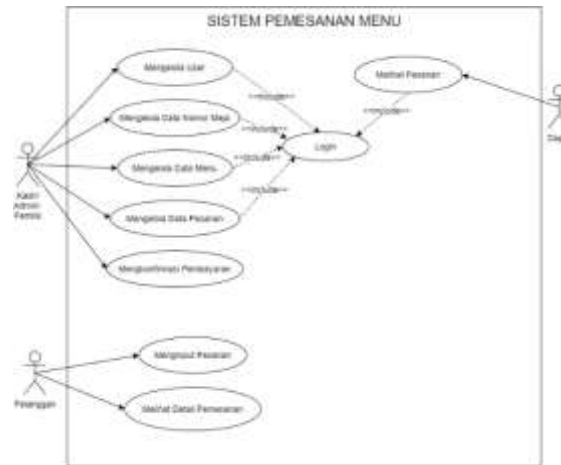 SISTEM PEMESANAN MENU
Mengelola User
Melihat Pesanan
<<include>>
<<include>>
Mengelola Data Nomor Meja
<<include>>
Login
<<include>>
Mengelola Data Menu
Kasir/
Admin
Pemilik
<<include>>
Mengelola Data Pesanan
Mengkonfirmasi Pembayaran
Menginput Pesanan
Pelanggan
Melihat Detail Pemesanan